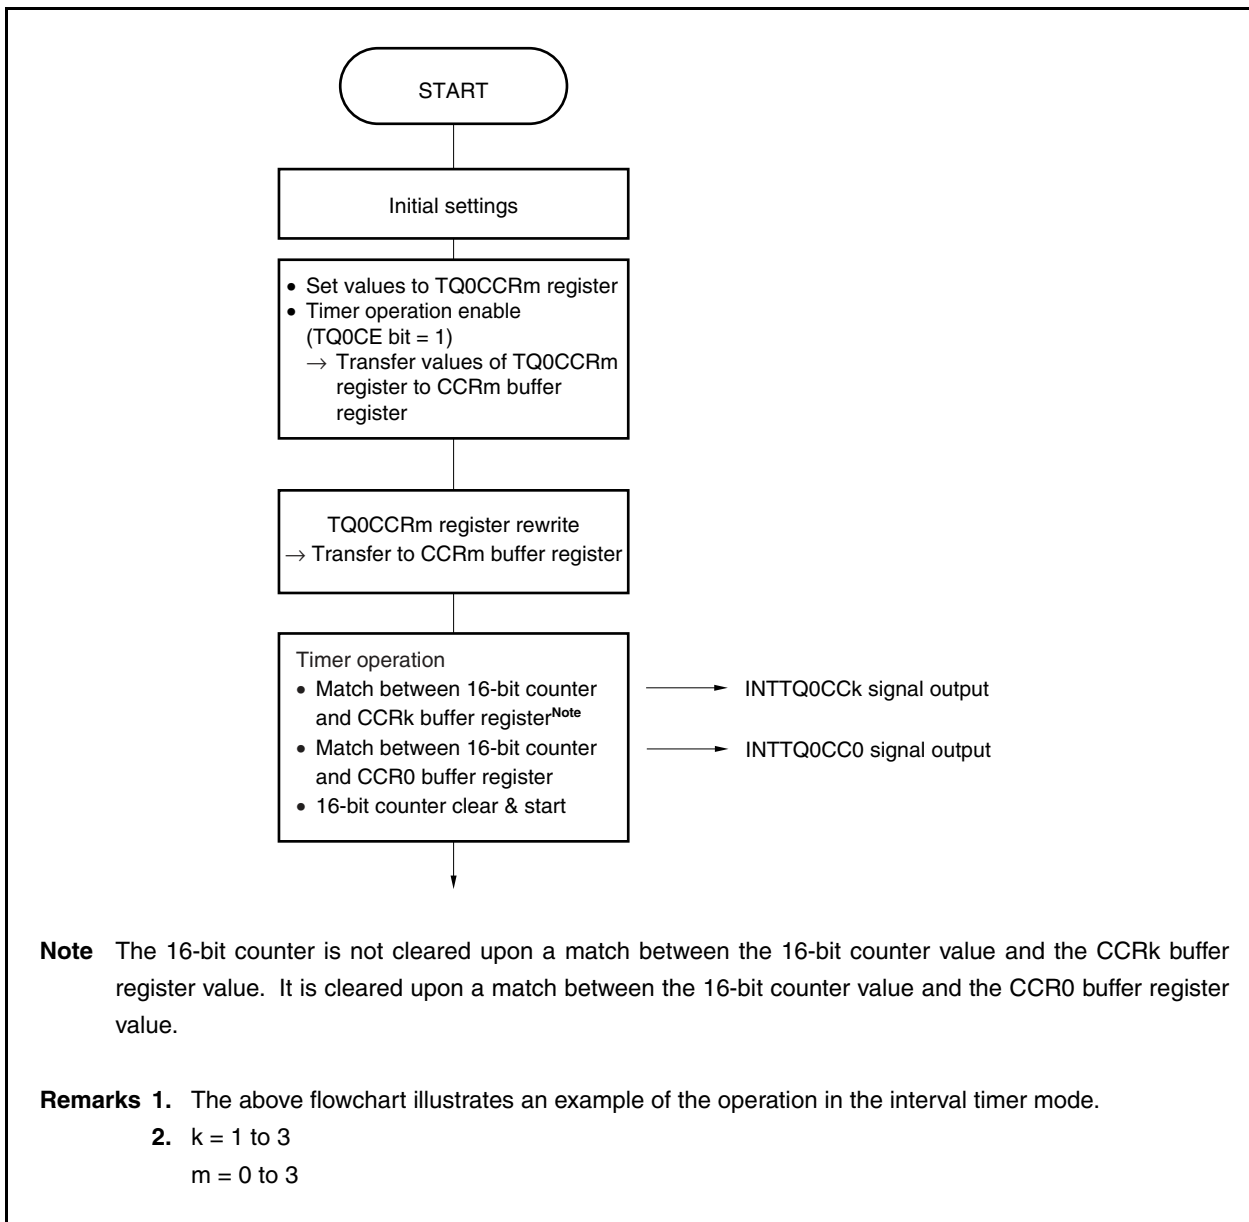 START
Initial settings
• Set values to TQ0CCRm register
• Timer operation enable
(TQ0CE bit = 1)
→ Transfer values of TQ0CCRm
register to CCRm buffer
register
TQ0CCRm register rewrite
→ Transfer to CCRm buffer register
Timer operation
• Match between 16-bit counter
and CCRk buffer registerNote
• Match between 16-bit counter
and CCR0 buffer register
• 16-bit counter clear & start
INTTQ0CCk signal output
INTTQ0CC0 signal output
Note The 16-bit counter is not cleared upon a match between the 16-bit counter value and the CCRk buffer
register value. It is cleared upon a match between the 16-bit counter value and the CCR0 buffer register
value.
Remarks 1. The above flowchart illustrates an example of the operation in the interval timer mode.
2. k = 1 to 3
m = 0 to 3